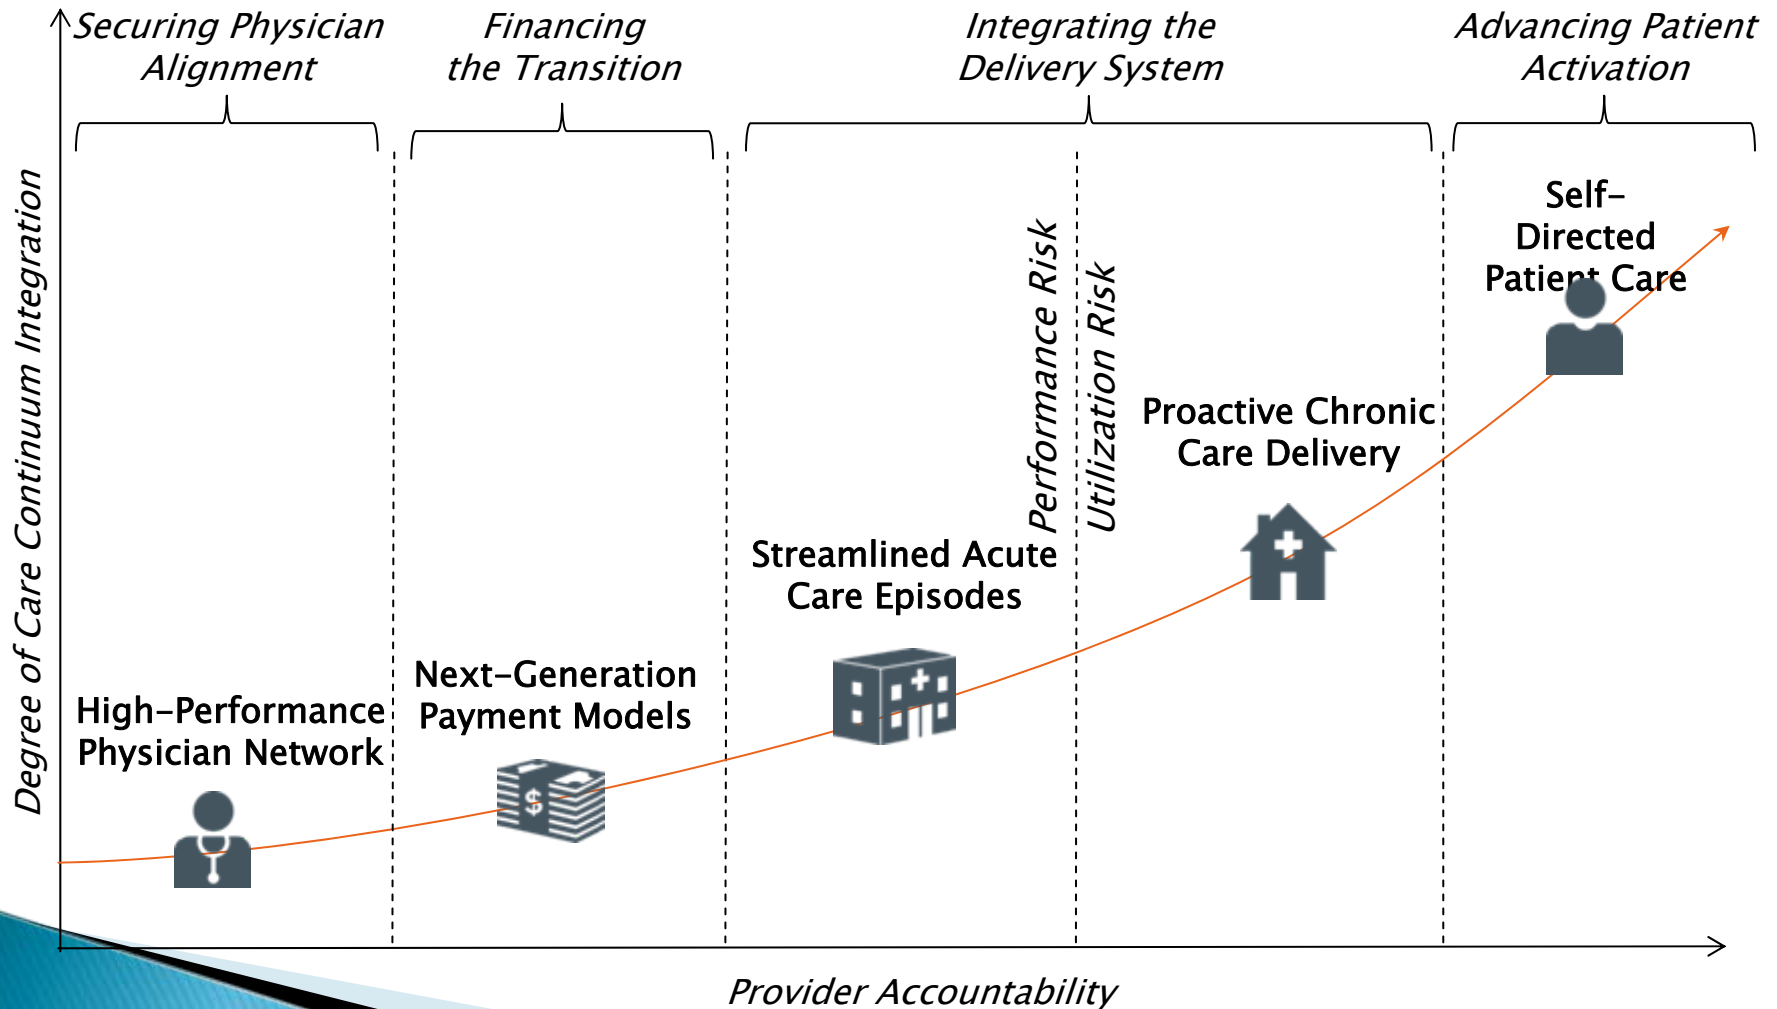 Securing Physician
Alignment
Financing
the Transition
Integrating the
Delivery System
Advancing Patient
Activation
Degree of Care Continuum Integration
High-Performance
Physician Network
Next-Generation
Payment Models
$
Streamlined Acute
Care Episodes
Performance Risk
Utilization Risk
Proactive Chronic
Care Delivery
Self-
Directed
Patient Care
Provider Accountability